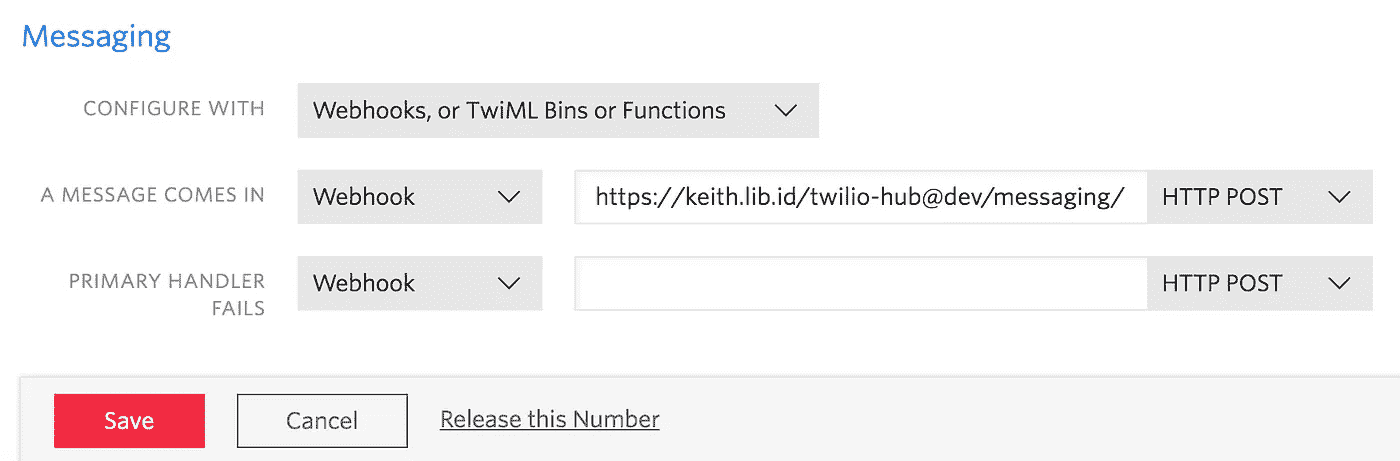 Messaging
CONFIGURE WITH Webhooks, or TwiML Bins or Functions
A MESSAGE COMES IN Webhook https://keith.lib.id/twilio-hub@dev/messaging/ HTTP POST
PRIMARY HANDLER Webhook HTTP POST
FAILS
Save Cancel Release this Number